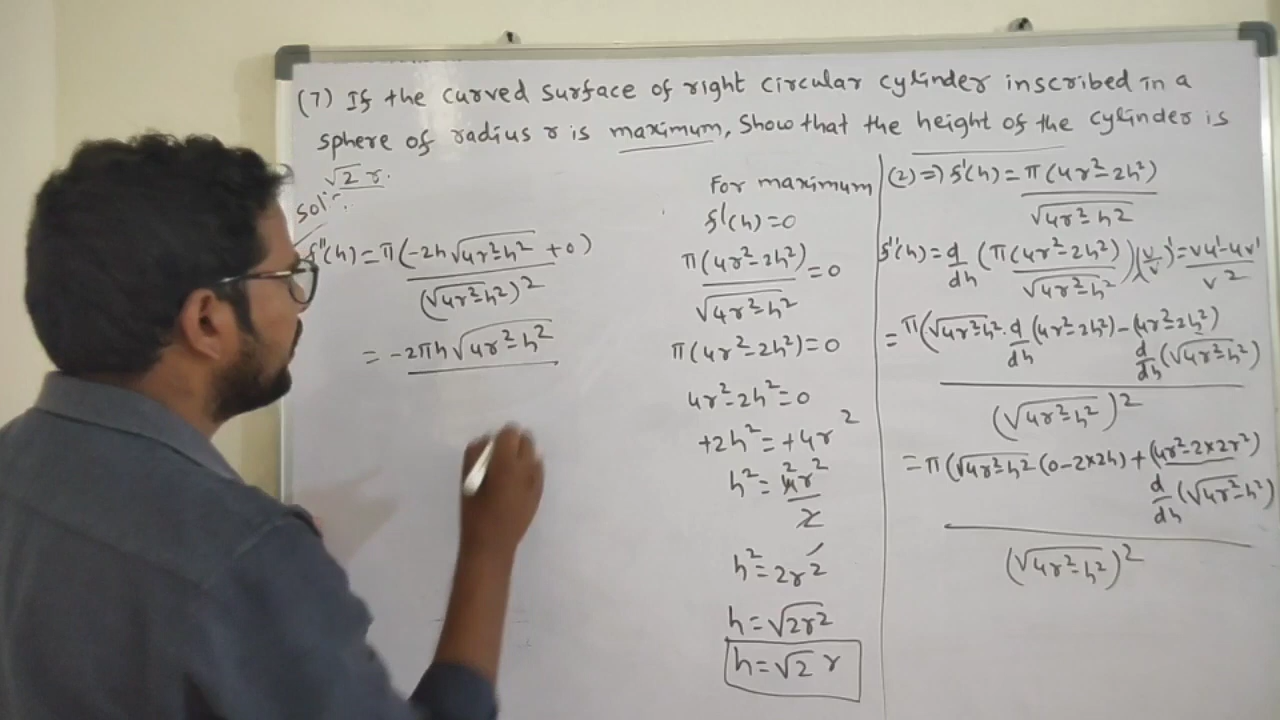 (7) If the curved surface of right circular cylinder inscribed in a
sphere of radius r is maximum, Show that the height of the cylinder is
√2 r.
Sol:-
f''(h) = π(-2h√4r²-h² + 0)
(√4r²-h²)²
= -2πh√4r²-h²
For maximum
f'(h) = 0
π(4r²-2h²) = 0
√4r²-h²
π(4r²-2h²) = 0
4r²-2h² = 0
+2h² = +4r²
h² = 4r² 2
2
h² = 2r²
h = √2r²
h = √2 r
(2) ⇒ f'(h) = π(4r²-2h²)
√4r²-h²
f''(h) = d/dh (π(4r²-2h²)/√4r²-h²) (u/v)' = vu'-uv'/v²
= π(√4r²-h² · d/dh (4r²-2h²) - (4r²-2h²)
d/dh (√4r²-h²)
(√4r²-h²)²
= π(√4r²-h² (0-2×2h) + (4r²-2×2r²)
d/dh (√4r²-h²)
(√4r²-h²)²